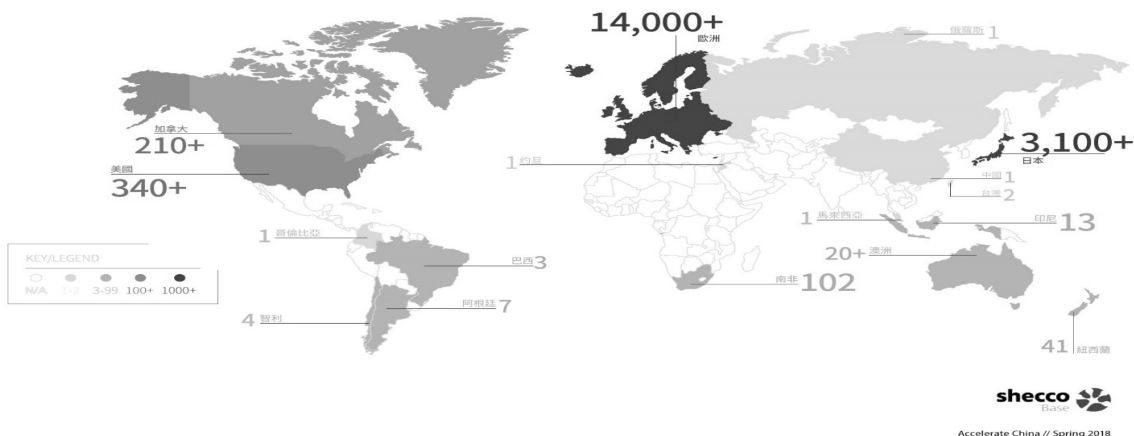 14,000+
歐洲
俄羅斯 1
加拿大
210+
美國
340+
3,100+
日本
1 約旦
中國 1
台灣 2
1 哥倫比亞
1 馬來西亞
印尼 13
巴西 3
20+ 澳洲
南非 102
阿根廷 7
4 智利
41 紐西蘭
KEY/LEGEND
N/A 1-2 3-99 100+ 1000+
shecco
Base
Accelerate China // Spring 2018